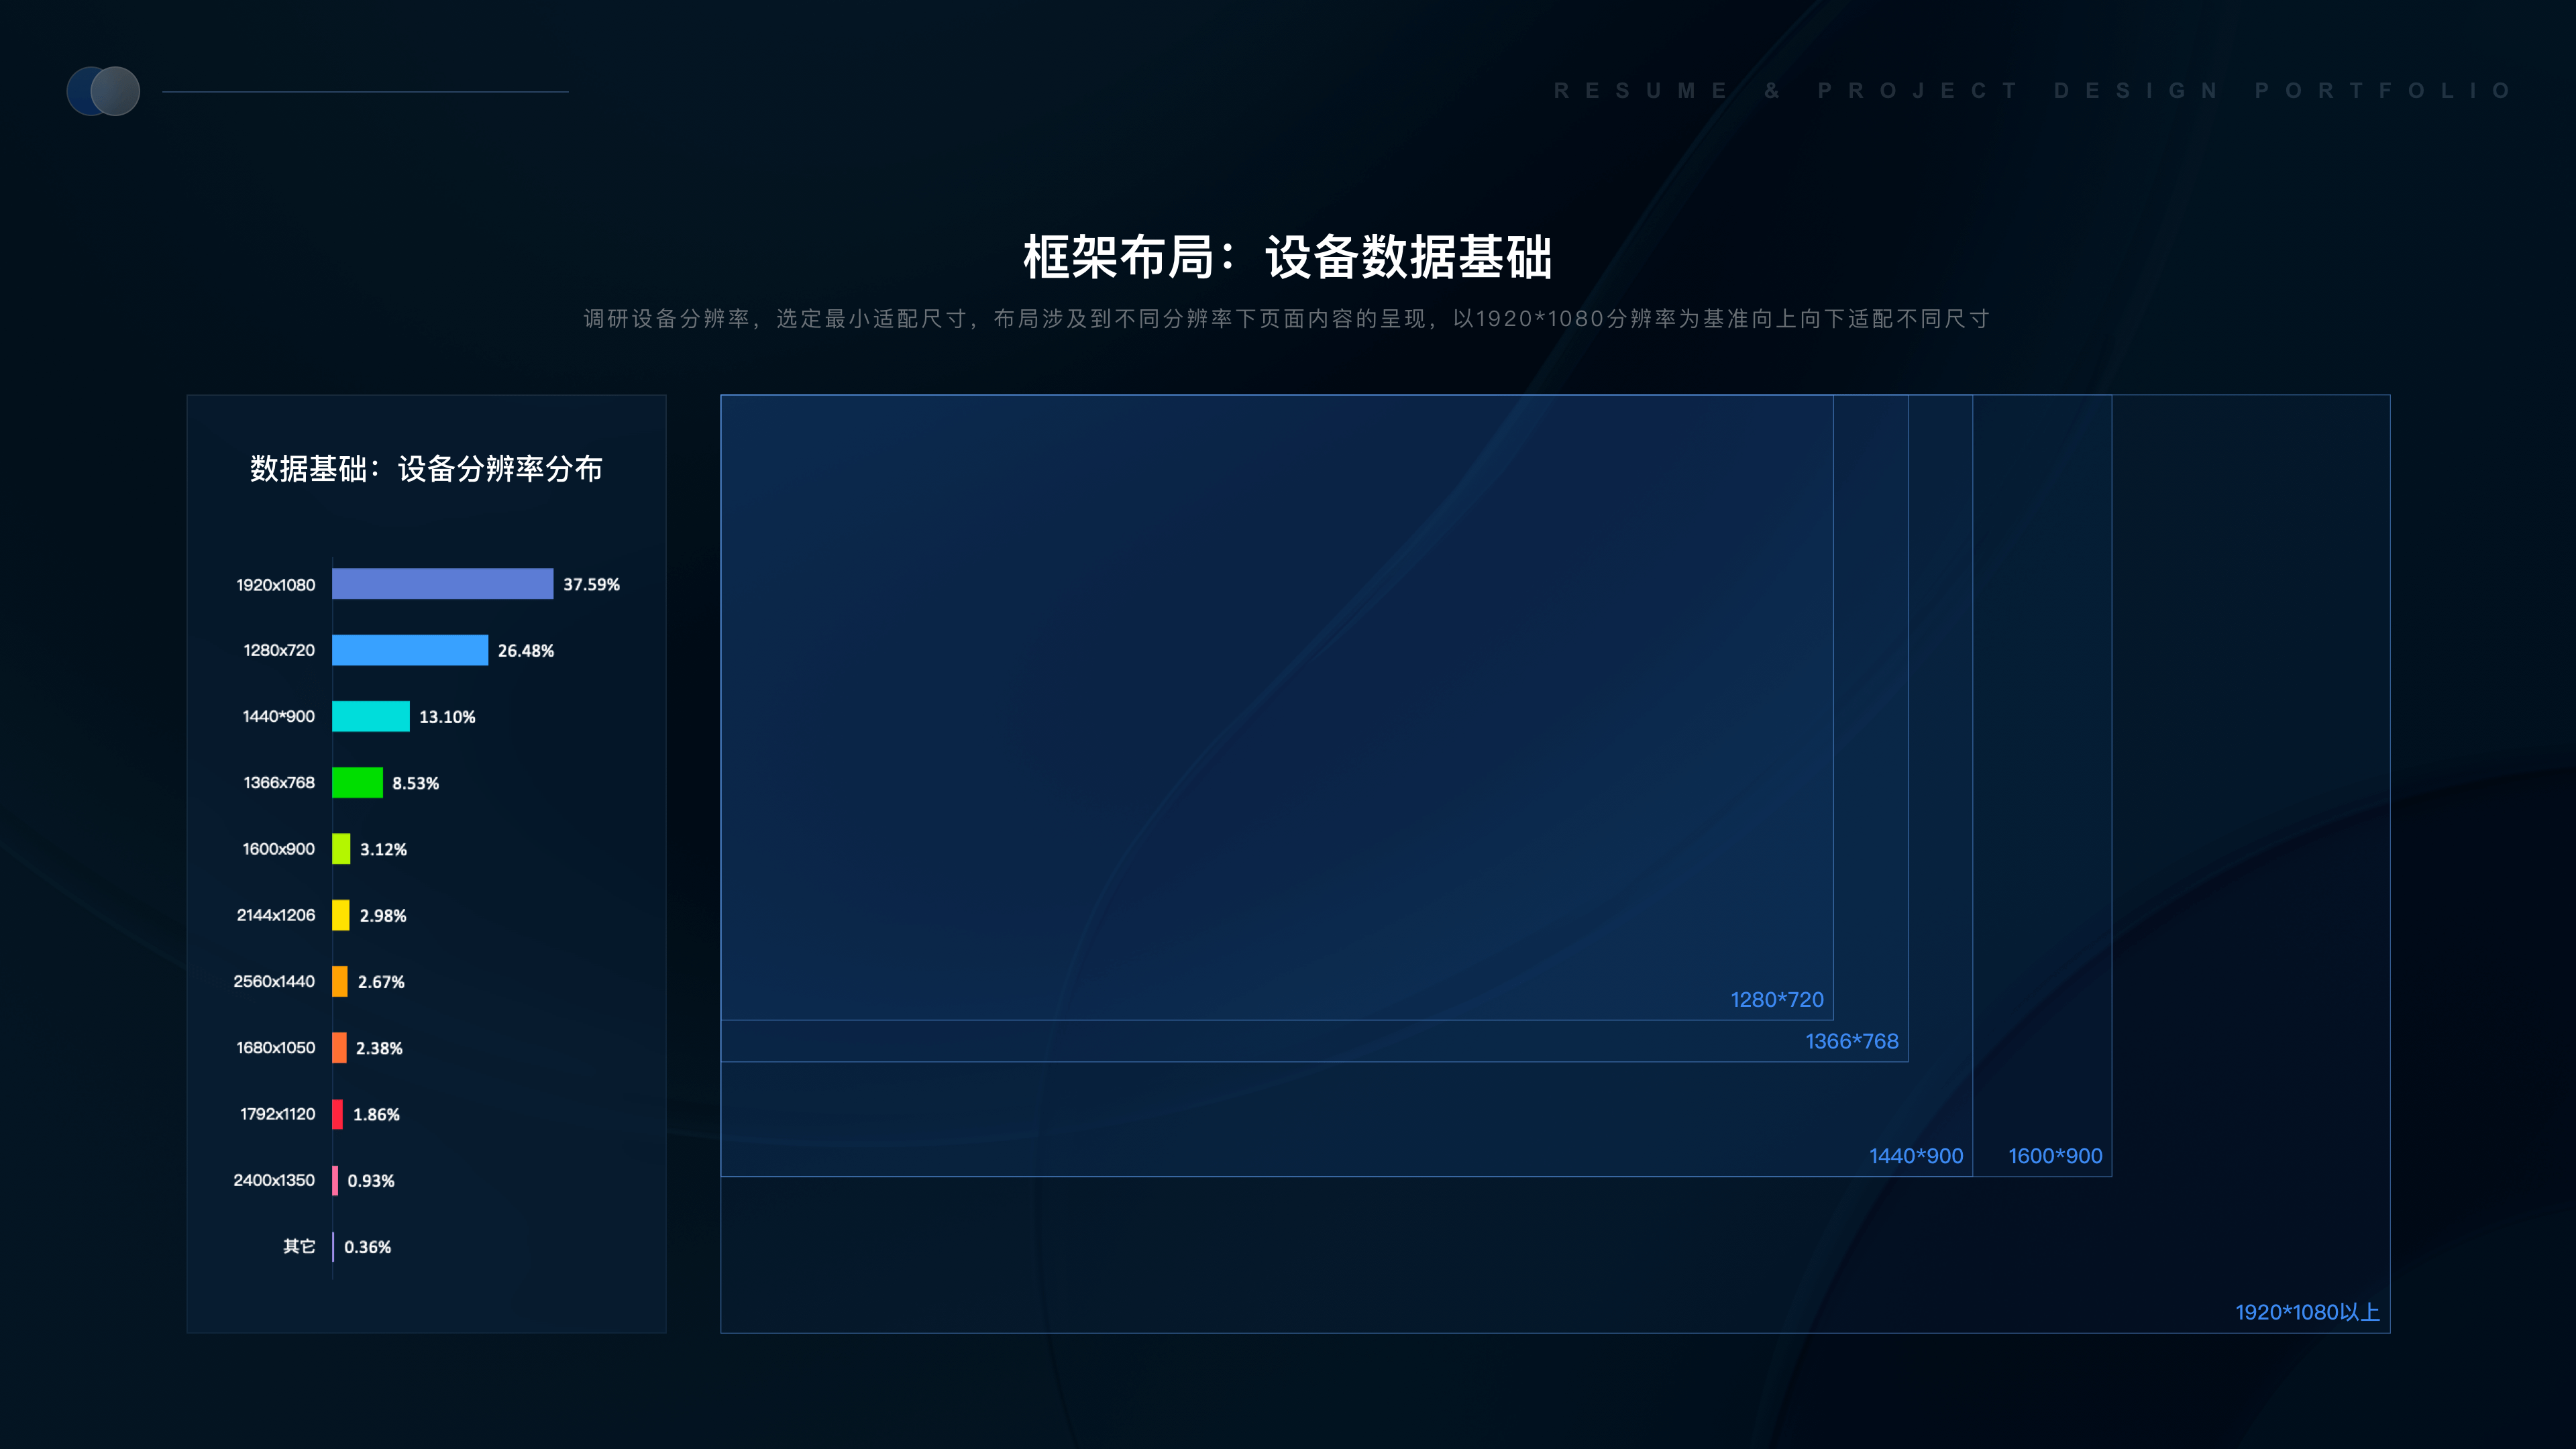 RESUME & PROJECT DESIGN PORTFOLIO
框架布局：设备数据基础
调研设备分辨率，选定最小适配尺寸，布局涉及到不同分辨率下页面内容的呈现，以1920*1080分辨率为基准向上向下适配不同尺寸
数据基础：设备分辨率分布
1920x1080 37.59%
1280x720 26.48%
1440*900 13.10%
1366x768 8.53%
1600x900 3.12%
2144x1206 2.98%
2560x1440 2.67%
1680x1050 2.38%
1792x1120 1.86%
2400x1350 0.93%
其它 0.36%
1280*720
1366*768
1440*900
1600*900
1920*1080以上